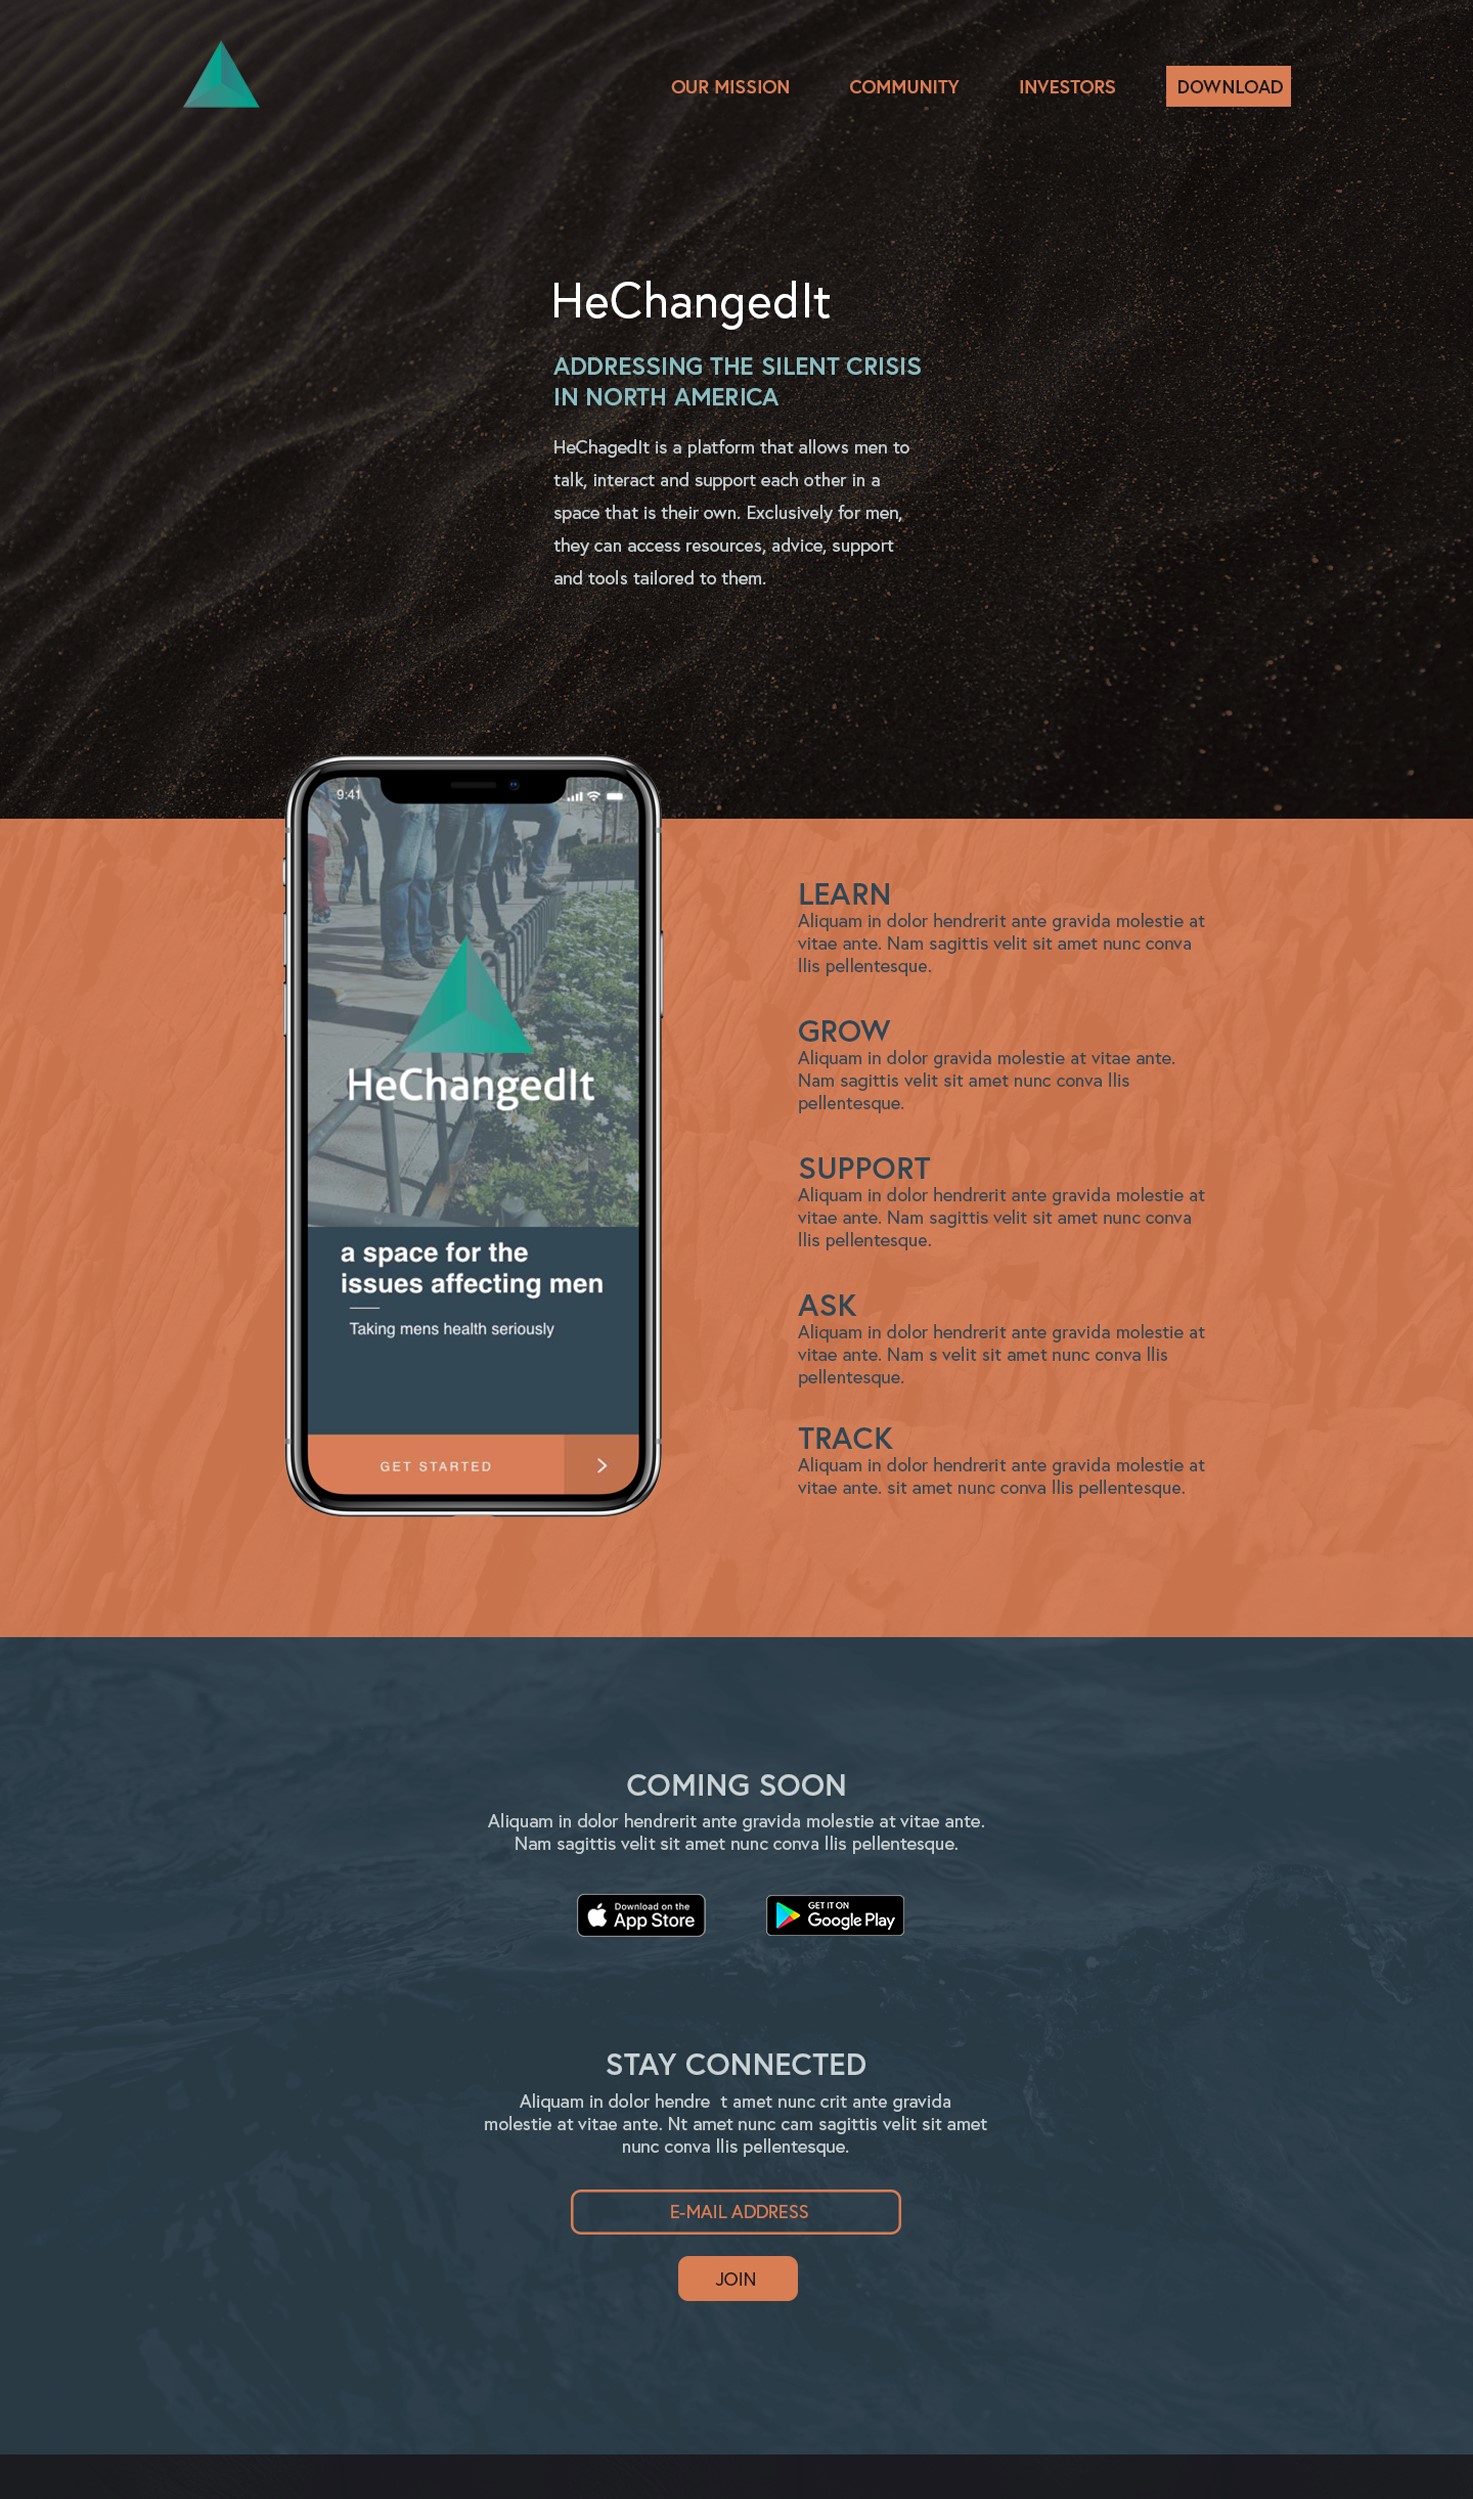 OUR MISSION
COMMUNITY
INVESTORS
DOWNLOAD
HeChangedIt
ADDRESSING THE SILENT CRISIS
IN NORTH AMERICA
HeChagedIt is a platform that allows men to
talk, interact and support each other in a
space that is their own. Exclusively for men,
they can access resources, advice, support
and tools tailored to them.
9:41
HeChangedIt
a space for the
issues affecting men
Taking mens health seriously
GET STARTED
LEARN
Aliquam in dolor hendrerit ante gravida molestie at
vitae ante. Nam sagittis velit sit amet nunc conva
llis pellentesque.
GROW
Aliquam in dolor gravida molestie at vitae ante.
Nam sagittis velit sit amet nunc conva llis
pellentesque.
SUPPORT
Aliquam in dolor hendrerit ante gravida molestie at
vitae ante. Nam sagittis velit sit amet nunc conva
llis pellentesque.
ASK
Aliquam in dolor hendrerit ante gravida molestie at
vitae ante. Nam s velit sit amet nunc conva llis
pellentesque.
TRACK
Aliquam in dolor hendrerit ante gravida molestie at
vitae ante. sit amet nunc conva llis pellentesque.
COMING SOON
Aliquam in dolor hendrerit ante gravida molestie at vitae ante.
Nam sagittis velit sit amet nunc conva llis pellentesque.
Download on the
App Store
GET IT ON
Google Play
STAY CONNECTED
Aliquam in dolor hendre  t amet nunc crit ante gravida
molestie at vitae ante. Nt amet nunc cam sagittis velit sit amet
nunc conva llis pellentesque.
E-MAIL ADDRESS
JOIN